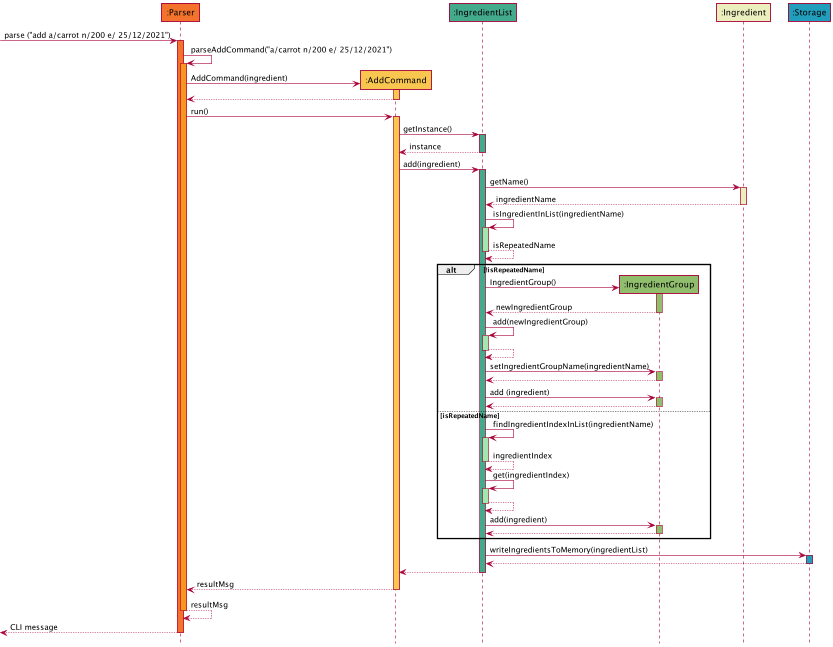 :Parser
:IngredientList
:Ingredient
:Storage
parse ("add a/carrot n/200 e/ 25/12/2021")
parseAddCommand("a/carrot n/200 e/ 25/12/2021")
AddCommand(ingredient)
:AddCommand
run()
getInstance()
instance
add(ingredient)
getName()
ingredientName
isIngredientInList(ingredientName)
isRepeatedName
alt
[!isRepeatedName]
IngredientGroup()
:IngredientGroup
newIngredientGroup
add(newIngredientGroup)
setIngredientGroupName(ingredientName)
add (ingredient)
[isRepeatedName]
findIngredientIndexInList(ingredientName)
ingredientIndex
get(ingredientIndex)
add(ingredient)
writeIngredientsToMemory(ingredientList)
resultMsg
resultMsg
CLI message